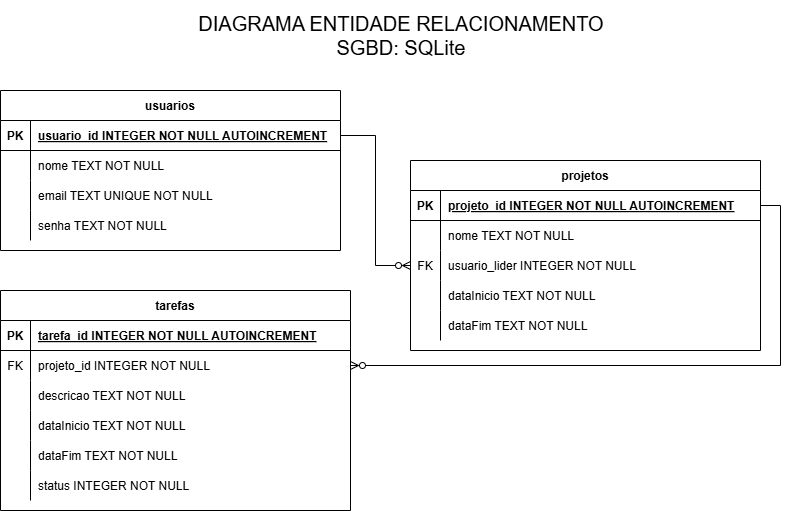 DIAGRAMA ENTIDADE RELACIONAMENTO
SGBD: SQLite
usuarios
PK usuario_id INTEGER NOT NULL AUTOINCREMENT
nome TEXT NOT NULL
email TEXT UNIQUE NOT NULL
senha TEXT NOT NULL
projetos
PK projeto_id INTEGER NOT NULL AUTOINCREMENT
nome TEXT NOT NULL
FK usuario_lider INTEGER NOT NULL
dataInicio TEXT NOT NULL
dataFim TEXT NOT NULL
tarefas
PK tarefa_id INTEGER NOT NULL AUTOINCREMENT
FK projeto_id INTEGER NOT NULL
descricao TEXT NOT NULL
dataInicio TEXT NOT NULL
dataFim TEXT NOT NULL
status INTEGER NOT NULL